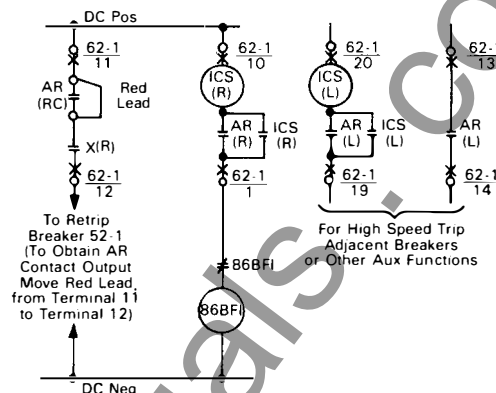 DC Pos
62-1
11
62-1
10
62-1
20
62-1
13
AR
(RC)
Red
Lead
ICS
(R)
ICS
(L)
AR
(R)
ICS
(R)
AR
(L)
ICS
(L)
AR
(L)
X(R)
62-1
12
62-1
1
62-1
19
62-1
14
To Retrip
Breaker 52-1
(To Obtain AR
Contact Output
Move Red Lead
from Terminal 11
to Terminal 12)
For High Speed Trip
Adjacent Breakers
or Other Aux Functions
86BFI
86BFI
DC Neg